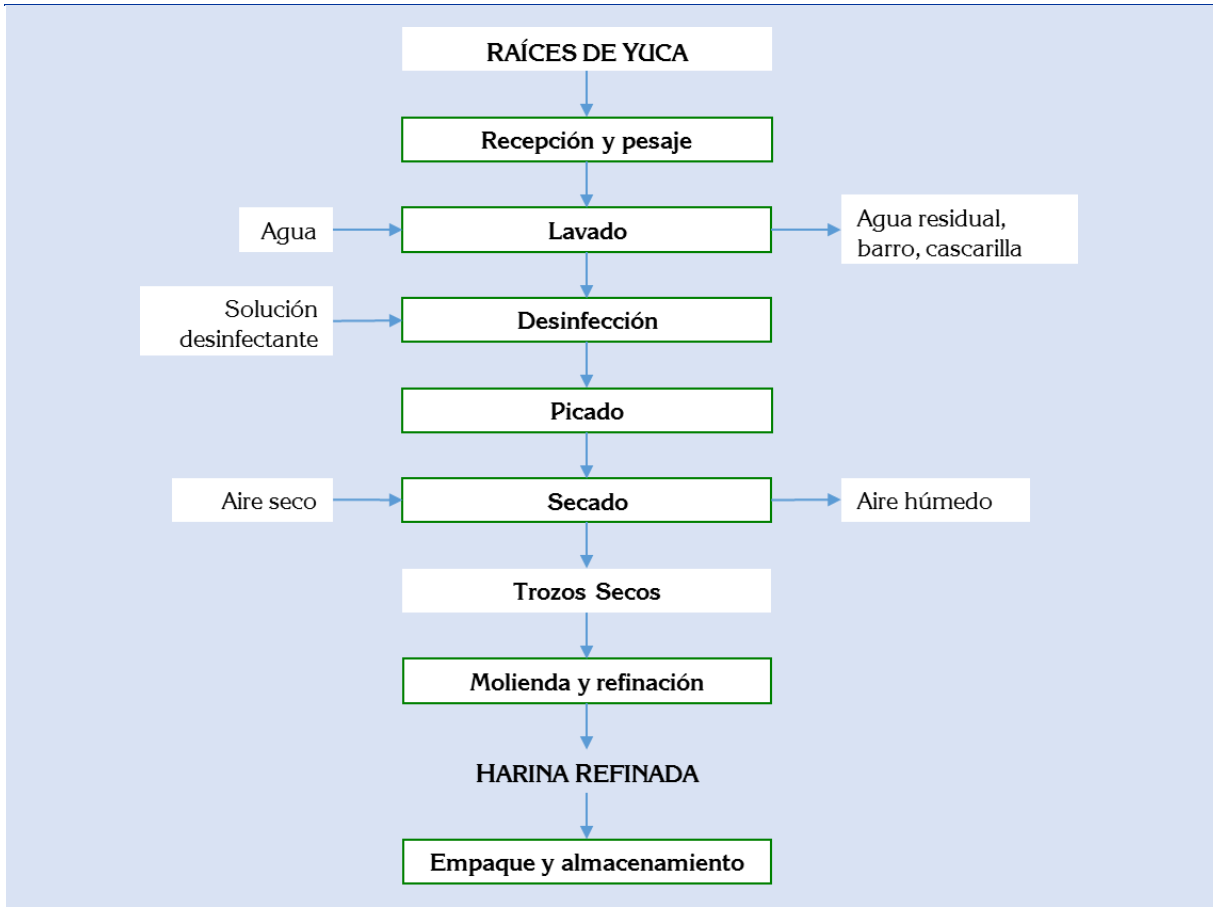 RAÍCES DE YUCA
Recepción y pesaje
Agua
Lavado
Agua residual,
barro, cascarilla
Solución
desinfectante
Desinfección
Picado
Aire seco
Secado
Aire húmedo
Trozos Secos
Molienda y refinación
HARINA REFINADA
Empaque y almacenamiento